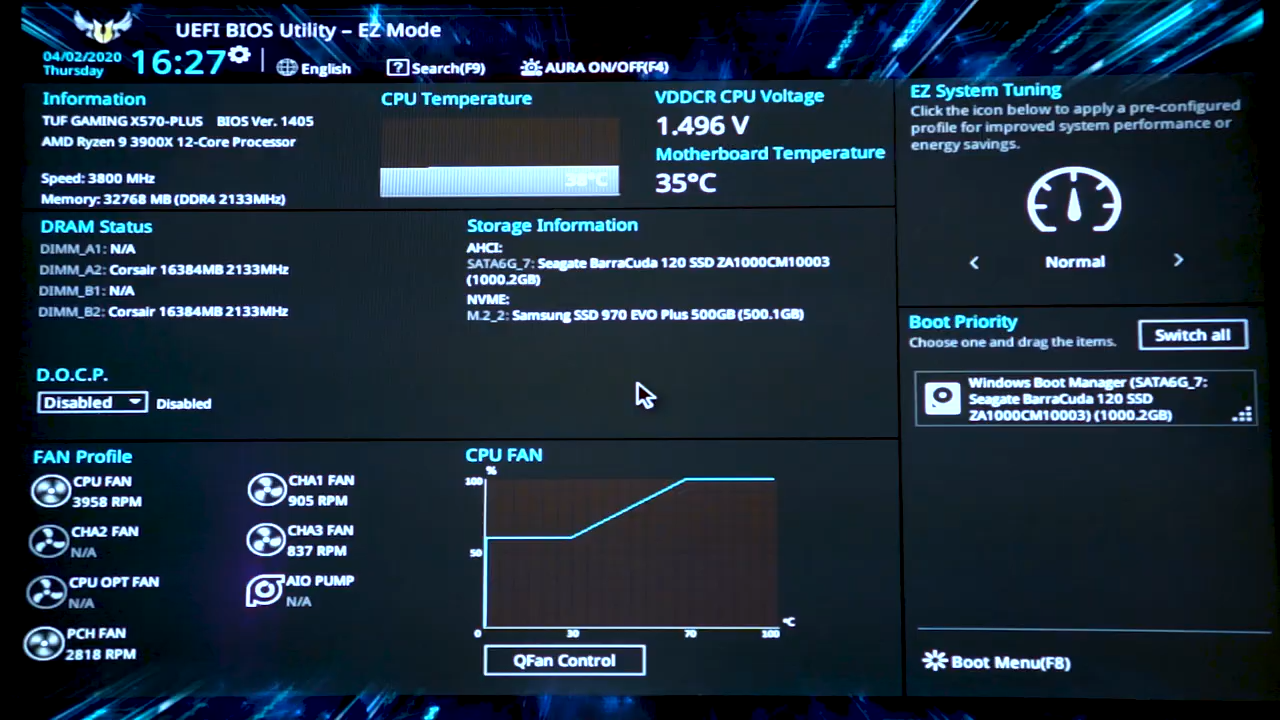 UEFI BIOS Utility – EZ Mode
04/02/2020
Thursday
16:27
English
Search(F9)
AURA ON/OFF(F4)
Information
TUF GAMING X570-PLUS BIOS Ver. 1405
AMD Ryzen 9 3900X 12-Core Processor
Speed: 3800 MHz
Memory: 32768 MB (DDR4 2133MHz)
CPU Temperature
38°C
VDDCR CPU Voltage
1.496 V
Motherboard Temperature
35°C
EZ System Tuning
Click the icon below to apply a pre-configured
profile for improved system performance or
energy savings.
Normal
DRAM Status
DIMM_A1: N/A
DIMM_A2: Corsair 16384MB 2133MHz
DIMM_B1: N/A
DIMM_B2: Corsair 16384MB 2133MHz
Storage Information
AHCI:
SATA6G_7: Seagate BarraCuda 120 SSD ZA1000CM10003
(1000.2GB)
NVME:
M.2_2: Samsung SSD 970 EVO Plus 500GB (500.1GB)
D.O.C.P.
Disabled Disabled
Boot Priority
Choose one and drag the items.
Switch all
Windows Boot Manager (SATA6G_7:
Seagate BarraCuda 120 SSD
ZA1000CM10003) (1000.2GB)
FAN Profile
CPU FAN
3958 RPM
CHA1 FAN
905 RPM
CHA2 FAN
N/A
CHA3 FAN
837 RPM
CPU OPT FAN
N/A
AIO PUMP
N/A
PCH FAN
2818 RPM
CPU FAN
%
100
50
0 30 70 100
°C
QFan Control
Boot Menu(F8)